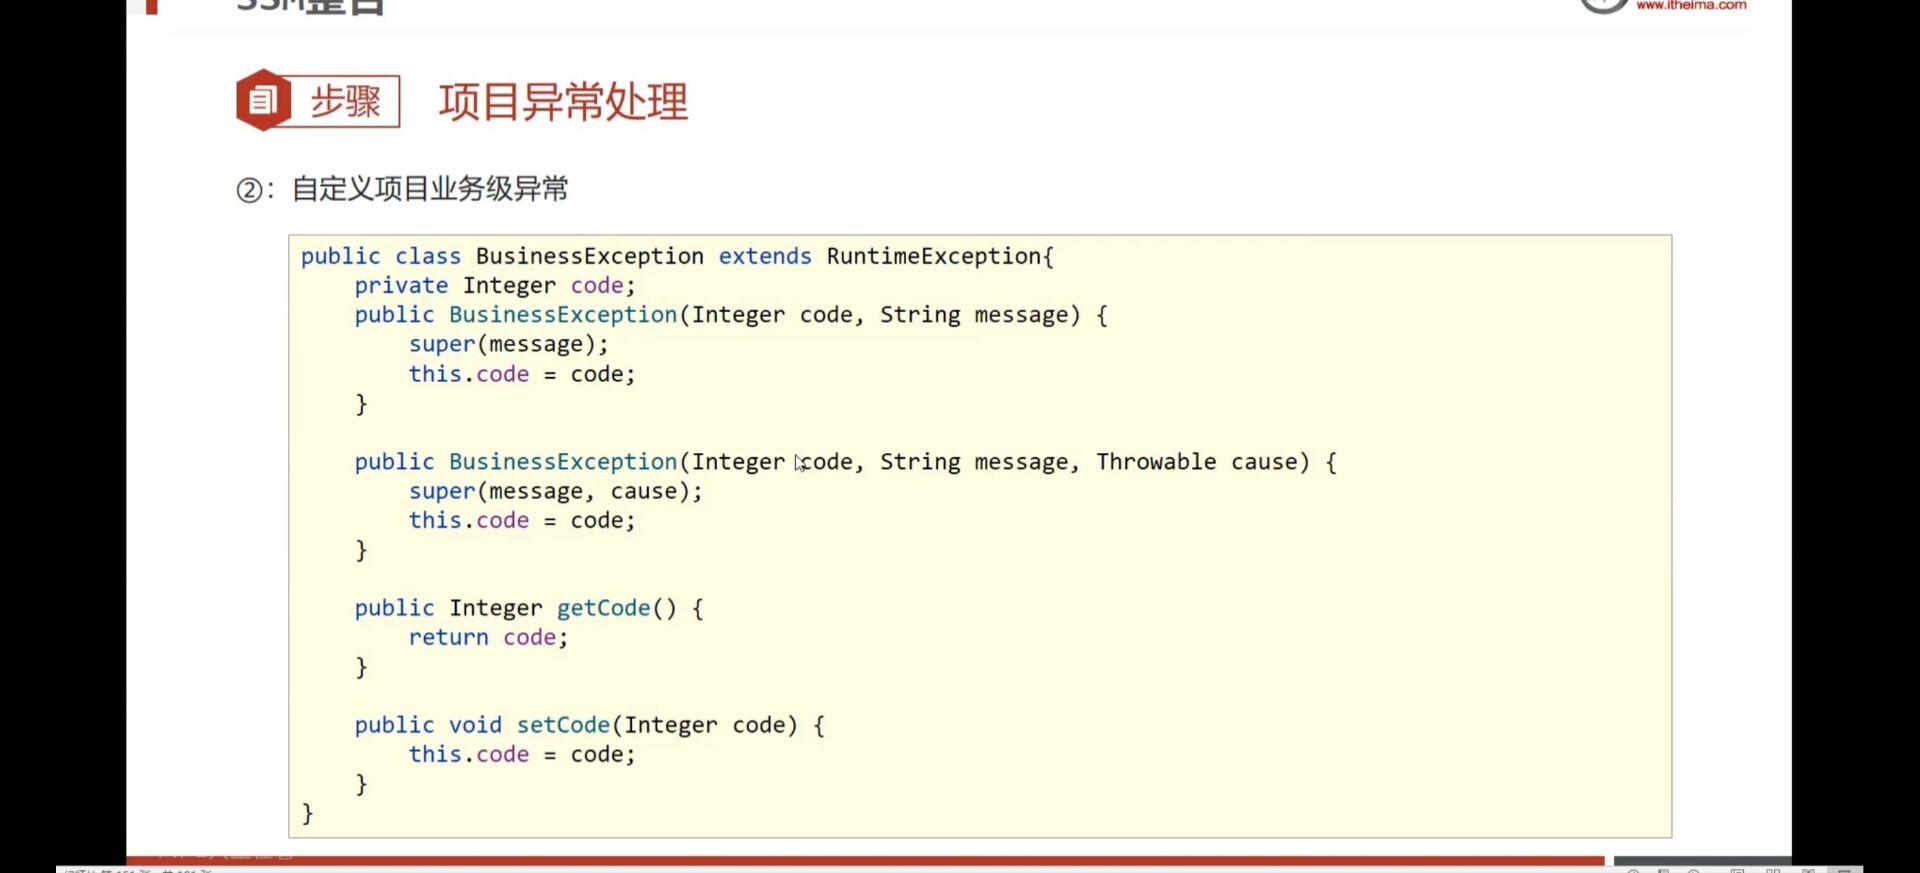 SSM整合
www.itheima.com
步骤
项目异常处理
②：自定义项目业务级异常
public class BusinessException extends RuntimeException{
    private Integer code;
    public BusinessException(Integer code, String message) {
        super(message);
        this.code = code;
    }
    public BusinessException(Integer code, String message, Throwable cause) {
        super(message, cause);
        this.code = code;
    }
    public Integer getCode() {
        return code;
    }
    public void setCode(Integer code) {
        this.code = code;
    }
}